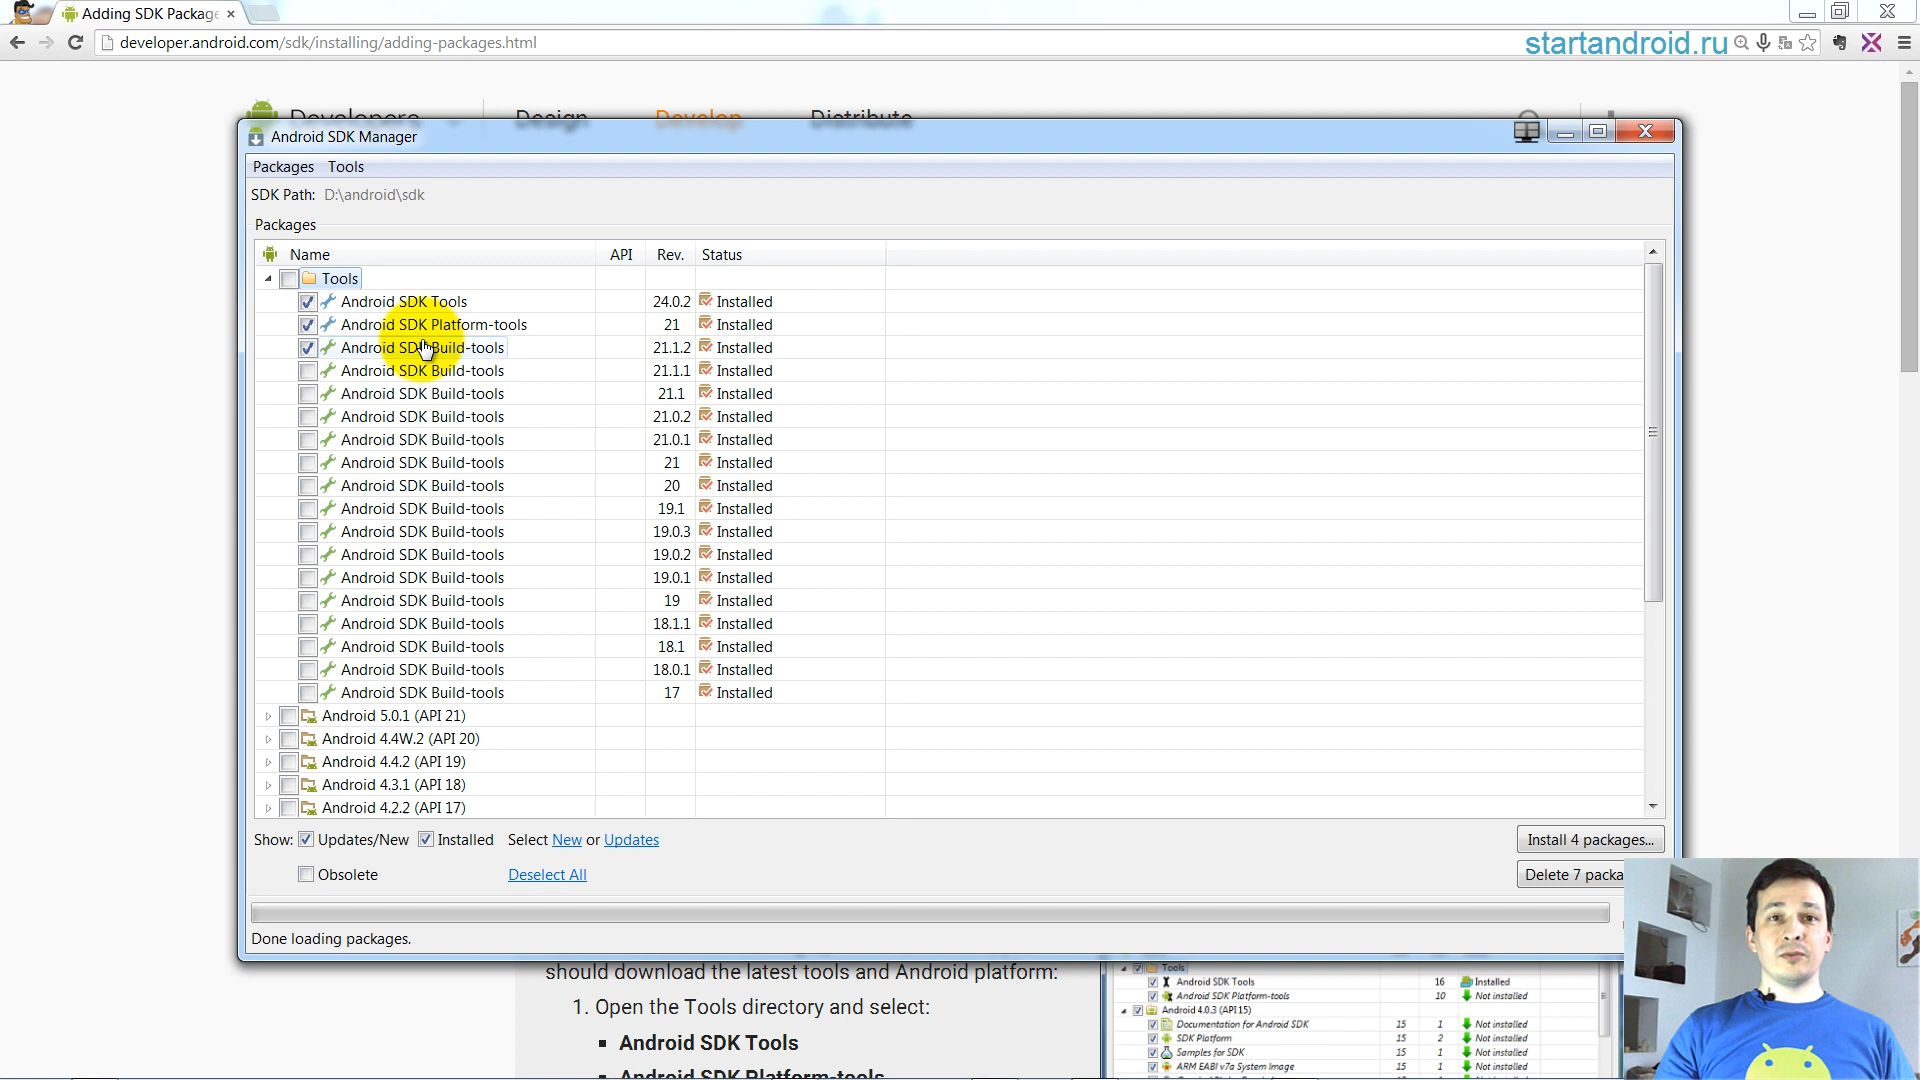 Adding SDK Package
developer.android.com/sdk/installing/adding-packages.html
startandroid.ru
Developers Design Develop Distribute
Android SDK Manager
Packages Tools
SDK Path: D:\android\sdk
Packages
Name API Rev. Status
Tools
Android SDK Tools 24.0.2 Installed
Android SDK Platform-tools 21 Installed
Android SDK Build-tools 21.1.2 Installed
Android SDK Build-tools 21.1.1 Installed
Android SDK Build-tools 21.1 Installed
Android SDK Build-tools 21.0.2 Installed
Android SDK Build-tools 21.0.1 Installed
Android SDK Build-tools 21 Installed
Android SDK Build-tools 20 Installed
Android SDK Build-tools 19.1 Installed
Android SDK Build-tools 19.0.3 Installed
Android SDK Build-tools 19.0.2 Installed
Android SDK Build-tools 19.0.1 Installed
Android SDK Build-tools 19 Installed
Android SDK Build-tools 18.1.1 Installed
Android SDK Build-tools 18.1 Installed
Android SDK Build-tools 18.0.1 Installed
Android SDK Build-tools 17 Installed
Android 5.0.1 (API 21)
Android 4.4W.2 (API 20)
Android 4.4.2 (API 19)
Android 4.3.1 (API 18)
Android 4.2.2 (API 17)
Show: Updates/New Installed Select New or Updates
Install 4 packages...
Obsolete Deselect All
Delete 7 packa
Done loading packages.
should download the latest tools and Android platform:
1. Open the Tools directory and select:
Android SDK Tools
Android SDK Platform-tools
Tools
Android SDK Tools 16 Installed
Android SDK Platform-tools 10 Not installed
Android 4.0.3 (API 15)
Documentation for Android SDK 15 1 Not installed
SDK Platform 15 2 Not installed
Samples for SDK 15 1 Not installed
ARM EABI v7a System Image 15 1 Not installed